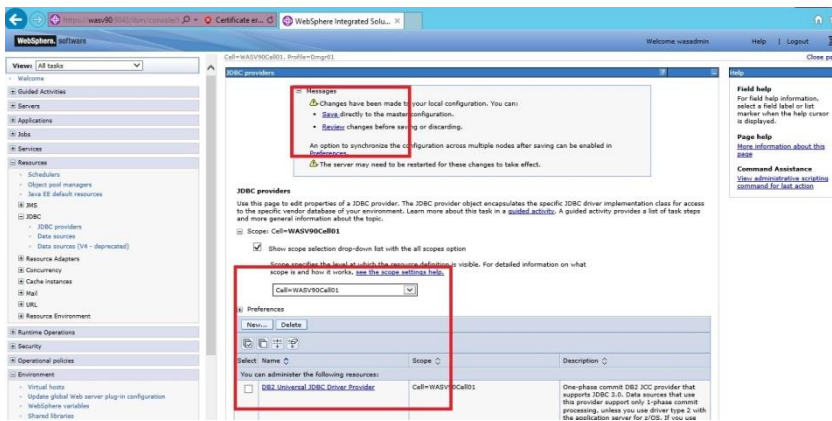 https://wasv90:9043/ibm/console/l
Certificate er...
WebSphere Integrated Solu...
WebSphere. software
Welcome wasadmin
Help | Logout
Cell=WASV90Cell01, Profile=Dmgr01
Close pa
View: All tasks
Welcome
Guided Activities
Servers
Applications
Jobs
Services
Resources
Schedulers
Object pool managers
Java EE default resources
JMS
JDBC
JDBC providers
Data sources
Data sources (V4 - deprecated)
Resource Adapters
Concurrency
Cache instances
Mail
URL
Resource Environment
Runtime Operations
Security
Operational policies
Environment
Virtual hosts
Update global Web server plug-in configuration
WebSphere variables
Shared libraries
JDBC providers
Messages
Changes have been made to your local configuration. You can:
Save directly to the master configuration.
Review changes before saving or discarding.
An option to synchronize the configuration across multiple nodes after saving can be enabled in
Preferences.
The server may need to be restarted for these changes to take effect.
JDBC providers
Use this page to edit properties of a JDBC provider. The JDBC provider object encapsulates the specific JDBC driver implementation class for access
to the specific vendor database of your environment. Learn more about this task in a guided activity. A guided activity provides a list of task steps
and more general information about the topic.
Scope: Cell=WASV90Cell01
Show scope selection drop-down list with the all scopes option
Scope specifies the level at which the resource definition is visible. For detailed information on what
scope is and how it works, see the scope settings help.
Cell=WASV90Cell01
Preferences
New... Delete
Select Name Scope Description
You can administer the following resources:
DB2 Universal JDBC Driver Provider
Cell=WASV90Cell01
One-phase commit DB2 JCC provider that
supports JDBC 3.0. Data sources that use
this provider support only 1-phase commit
processing, unless you use driver type 2 with
the application server for z/OS. If you use
Help
Field help
For field help information,
select a field label or list
marker when the help cursor
is displayed.
Page help
More information about this
page
Command Assistance
View administrative scripting
command for last action